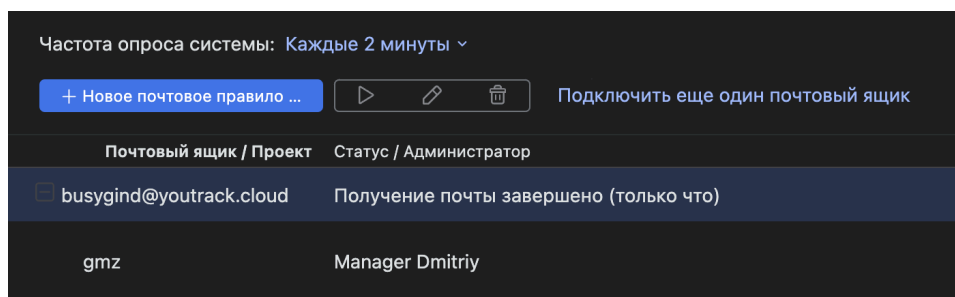 Частота опроса системы: Каждые 2 минуты
+ Новое почтовое правило ... Подключить еще один почтовый ящик
Почтовый ящик / Проект Статус / Администратор
busygind@youtrack.cloud Получение почты завершено (только что)
gmz Manager Dmitriy